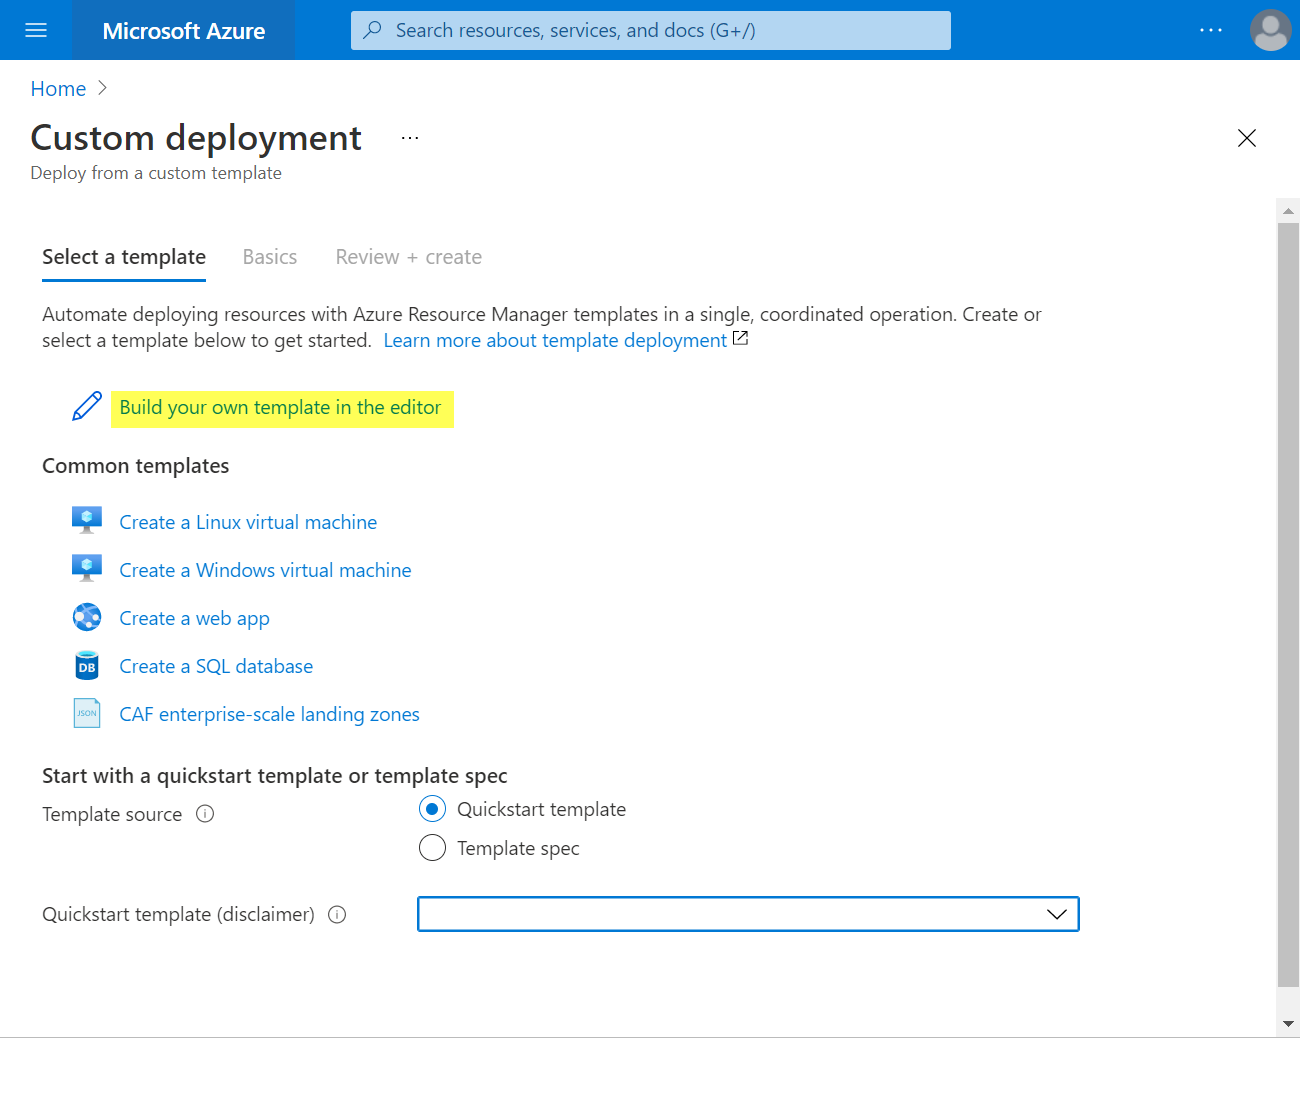 Microsoft Azure
Search resources, services, and docs (G+/)
Home
Custom deployment
Deploy from a custom template
Select a template Basics Review + create
Automate deploying resources with Azure Resource Manager templates in a single, coordinated operation. Create or
select a template below to get started. Learn more about template deployment
Build your own template in the editor
Common templates
Create a Linux virtual machine
Create a Windows virtual machine
Create a web app
DB Create a SQL database
JSON CAF enterprise-scale landing zones
Start with a quickstart template or template spec
Template source
Quickstart template
Template spec
Quickstart template (disclaimer)